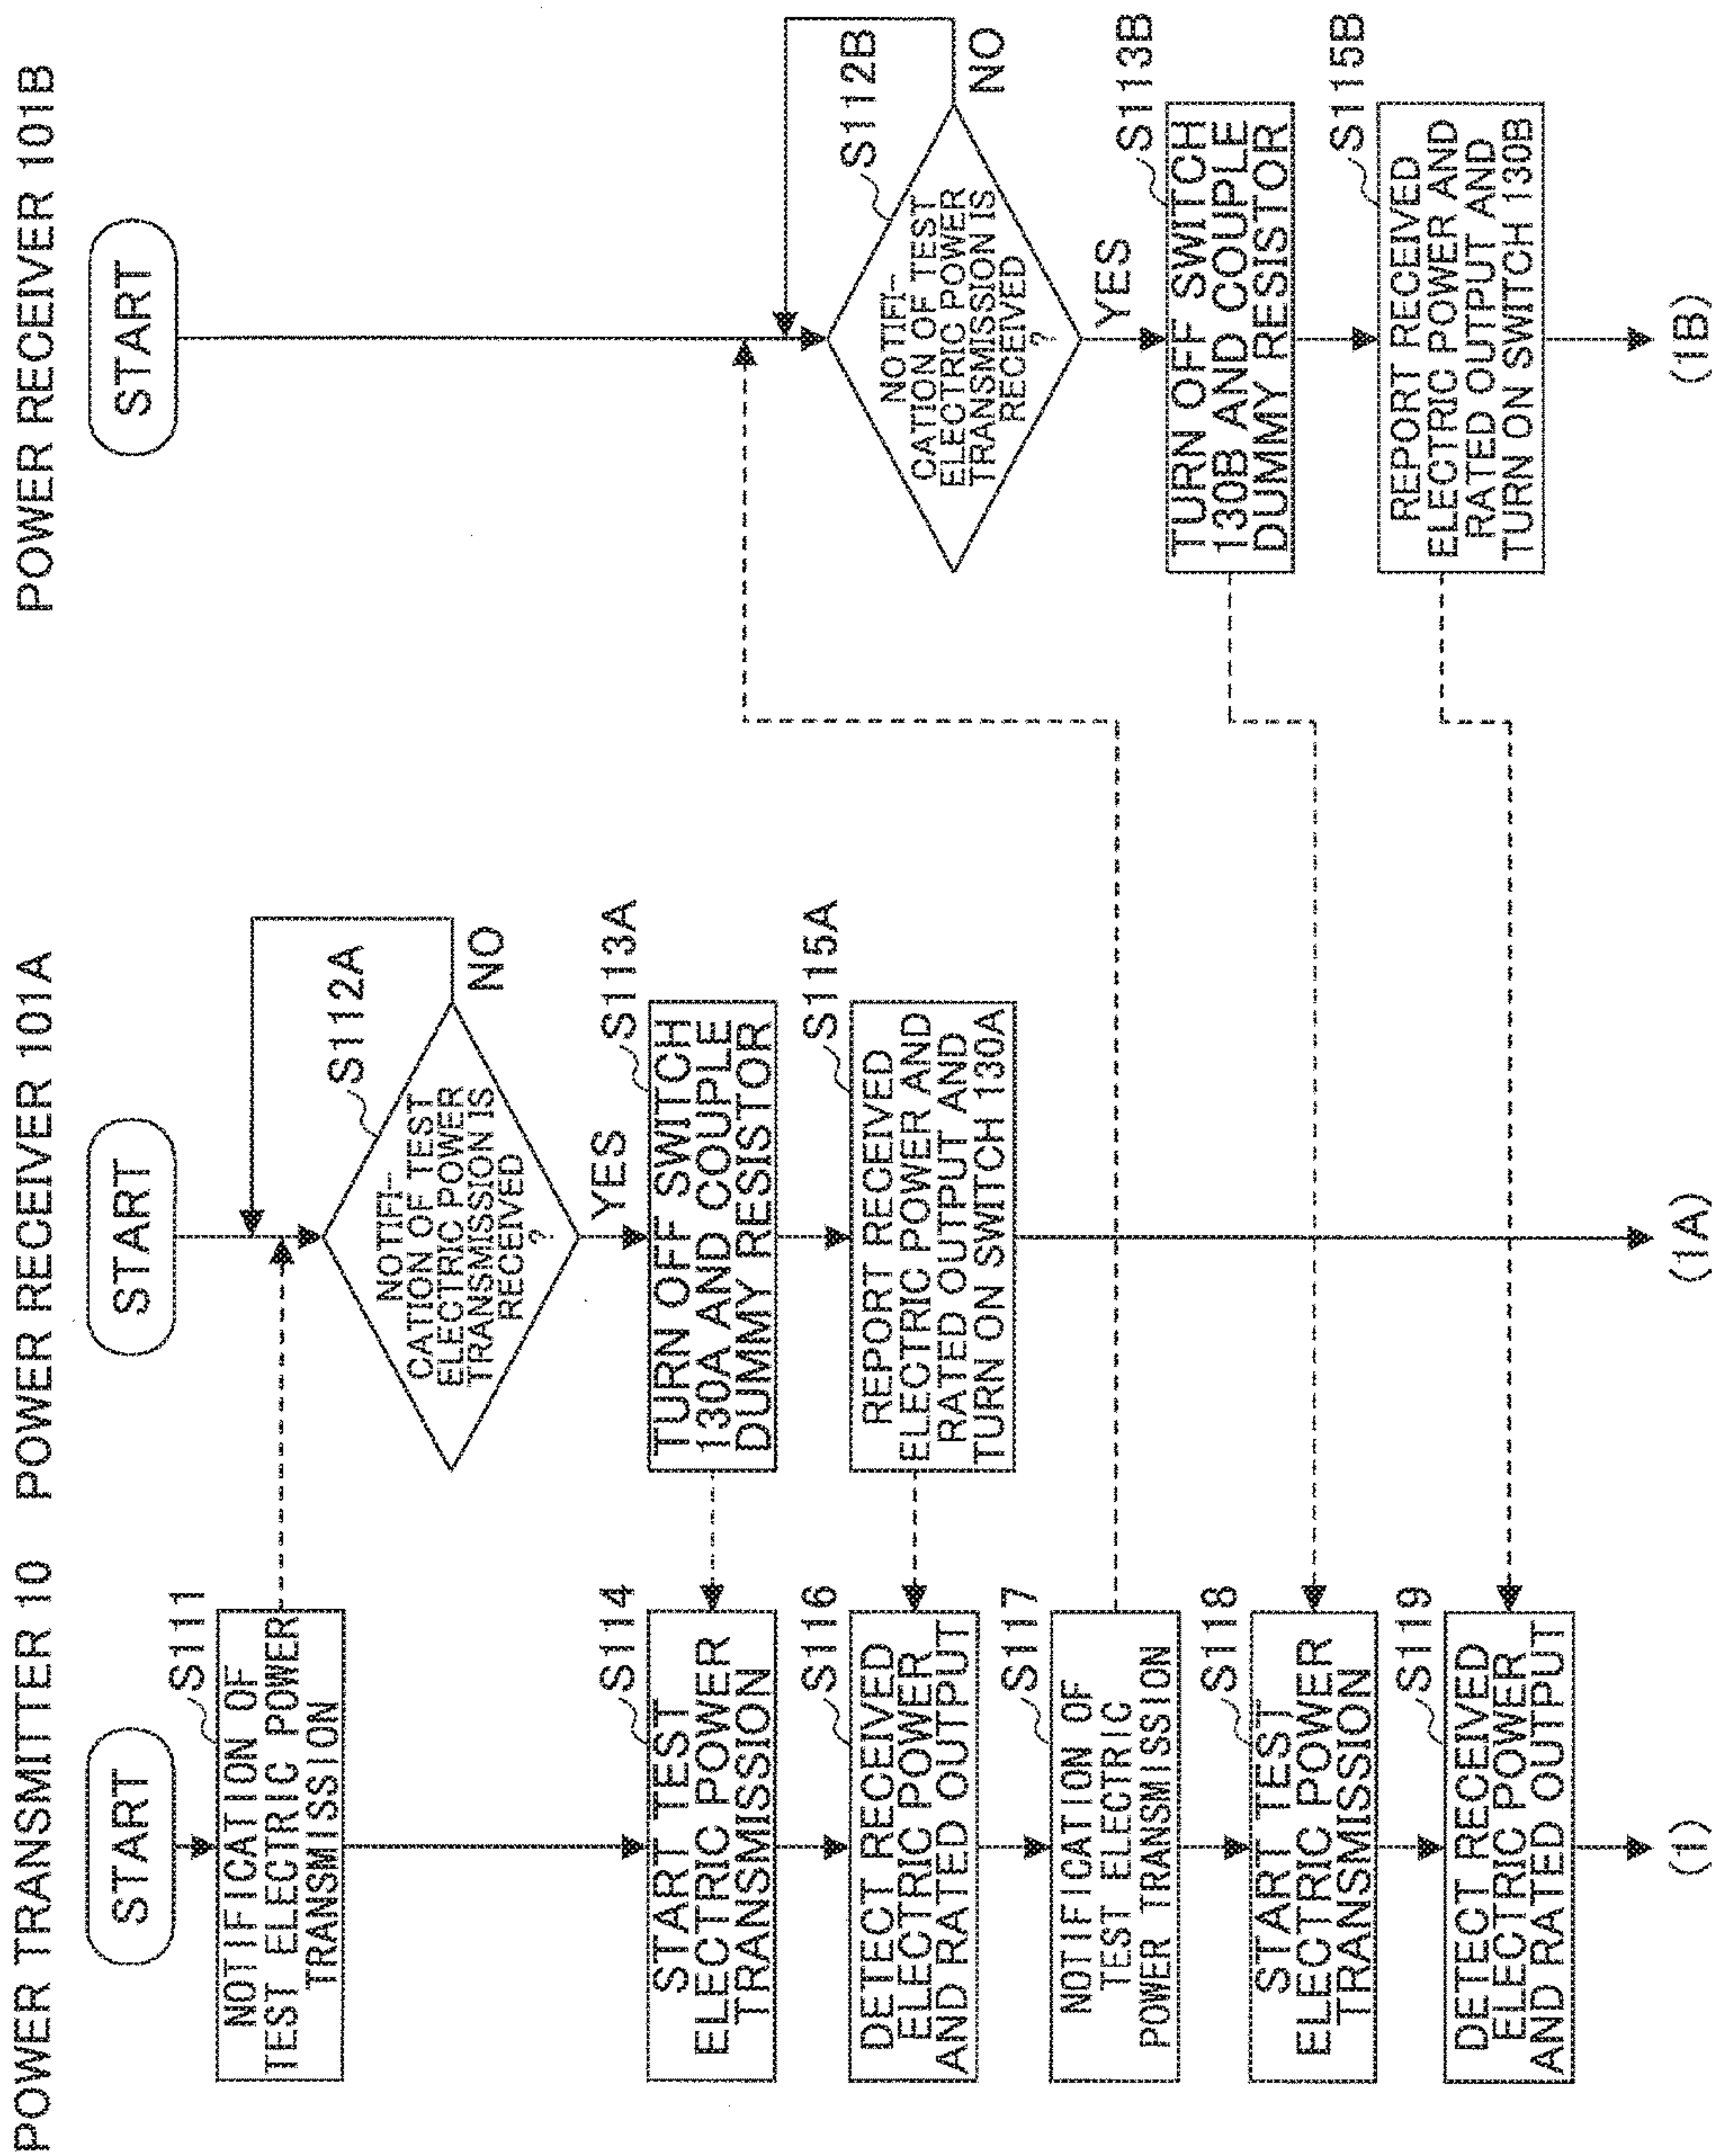 POWER TRANSMITTER 10
START
S111
NOTIFICATION OF
TEST ELECTRIC POWER
TRANSMISSION
S114
START TEST
ELECTRIC POWER
TRANSMISSION
S116
DETECT RECEIVED
ELECTRIC POWER
AND RATED OUTPUT
S117
NOTIFICATION OF
TEST ELECTRIC
POWER TRANSMISSION
S118
START TEST
ELECTRIC POWER
TRANSMISSION
S119
DETECT RECEIVED
ELECTRIC POWER
AND RATED OUTPUT
(1)
POWER RECEIVER 101A
START
S112A
NOTIFI-
CATION OF TEST
ELECTRIC POWER
TRANSMISSION IS
RECEIVED
?
NO
YES
S113A
TURN OFF SWITCH
130A AND COUPLE
DUMMY RESISTOR
S115A
REPORT RECEIVED
ELECTRIC POWER AND
RATED OUTPUT AND
TURN ON SWITCH 130A
(1A)
POWER RECEIVER 101B
START
S112B
NOTIFI-
CATION OF TEST
ELECTRIC POWER
TRANSMISSION IS
RECEIVED
?
NO
YES
S113B
TURN OFF SWITCH
130B AND COUPLE
DUMMY RESISTOR
S115B
REPORT RECEIVED
ELECTRIC POWER AND
RATED OUTPUT AND
TURN ON SWITCH 130B
(1B)